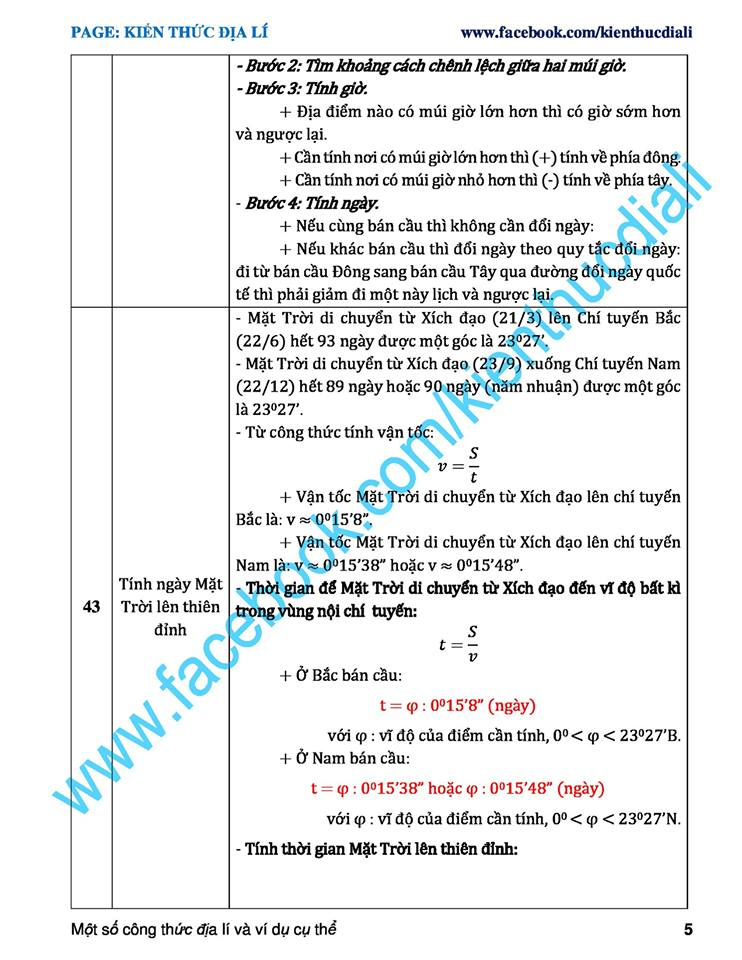 PAGE: KIẾN THỨC ĐỊA LÍ
www.facebook.com/kienthucdiali
- Bước 2: Tìm khoảng cách chênh lệch giữa hai múi giờ.
- Bước 3: Tính giờ.
+ Địa điểm nào có múi giờ lớn hơn thì có giờ sớm hơn
và ngược lại.
+ Cần tính nơi có múi giờ lớn hơn thì (+) tính về phía đông.
+ Cần tính nơi có múi giờ nhỏ hơn thì (-) tính về phía tây.
- Bước 4: Tính ngày.
+ Nếu cùng bán cầu thì không cần đổi ngày:
+ Nếu khác bán cầu thì đổi ngày theo quy tắc đổi ngày:
đi từ bán cầu Đông sang bán cầu Tây qua đường đổi ngày quốc
tế thì phải giảm đi một này lịch và ngược lại.
43
Tính ngày Mặt
Trời lên thiên
đỉnh
- Mặt Trời di chuyển từ Xích đạo (21/3) lên Chí tuyến Bắc
(22/6) hết 93 ngày được một góc là 23⁰27’.
- Mặt Trời di chuyển từ Xích đạo (23/9) xuống Chí tuyến Nam
(22/12) hết 89 ngày hoặc 90 ngày (năm nhuận) được một góc
là 23⁰27’.
- Từ công thức tính vận tốc:
v = S/t
+ Vận tốc Mặt Trời di chuyển từ Xích đạo lên chí tuyến
Bắc là: v ≈ 0⁰15’8”.
+ Vận tốc Mặt Trời di chuyển từ Xích đạo lên chí tuyến
Nam là: v ≈ 0⁰15’38” hoặc v ≈ 0⁰15’48”.
- Thời gian để Mặt Trời di chuyển từ Xích đạo đến vĩ độ bất kì
trong vùng nội chí tuyến:
t = S/v
+ Ở Bắc bán cầu:
t = φ : 0⁰15’8” (ngày)
với φ : vĩ độ của điểm cần tính, 0⁰ < φ < 23⁰27’B.
+ Ở Nam bán cầu:
t = φ : 0⁰15’38” hoặc φ : 0⁰15’48” (ngày)
với φ : vĩ độ của điểm cần tính, 0⁰ < φ < 23⁰27’N.
- Tính thời gian Mặt Trời lên thiên đỉnh:
www.facebook.com/kienthucdiali
Một số công thức địa lí và ví dụ cụ thể
5